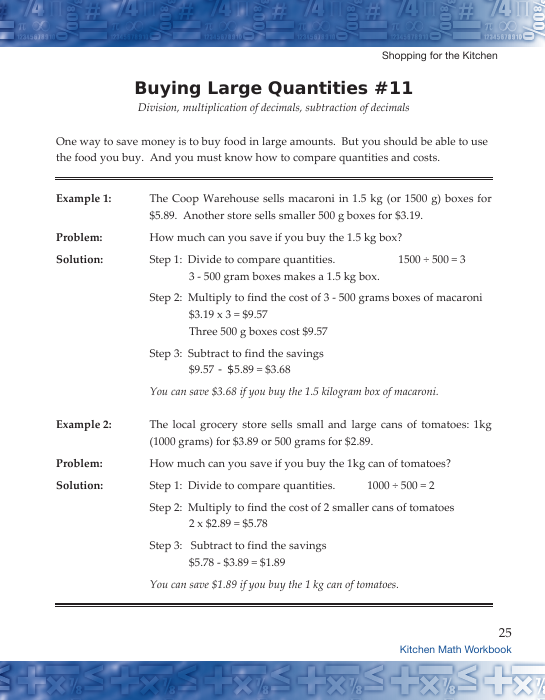 Shopping for the Kitchen
Buying Large Quantities #11
Division, multiplication of decimals, subtraction of decimals
One way to save money is to buy food in large amounts. But you should be able to use
the food you buy. And you must know how to compare quantities and costs.
Example 1: The Coop Warehouse sells macaroni in 1.5 kg (or 1500 g) boxes for
$5.89. Another store sells smaller 500 g boxes for $3.19.
Problem: How much can you save if you buy the 1.5 kg box?
Solution: Step 1: Divide to compare quantities. 1500 ÷ 500 = 3
3 - 500 gram boxes makes a 1.5 kg box.
Step 2: Multiply to find the cost of 3 - 500 grams boxes of macaroni
$3.19 x 3 = $9.57
Three 500 g boxes cost $9.57
Step 3: Subtract to find the savings
$9.57 - $5.89 = $3.68
You can save $3.68 if you buy the 1.5 kilogram box of macaroni.
Example 2: The local grocery store sells small and large cans of tomatoes: 1kg
(1000 grams) for $3.89 or 500 grams for $2.89.
Problem: How much can you save if you buy the 1kg can of tomatoes?
Solution: Step 1: Divide to compare quantities. 1000 ÷ 500 = 2
Step 2: Multiply to find the cost of 2 smaller cans of tomatoes
2 x $2.89 = $5.78
Step 3: Subtract to find the savings
$5.78 - $3.89 = $1.89
You can save $1.89 if you buy the 1 kg can of tomatoes.
25
Kitchen Math Workbook